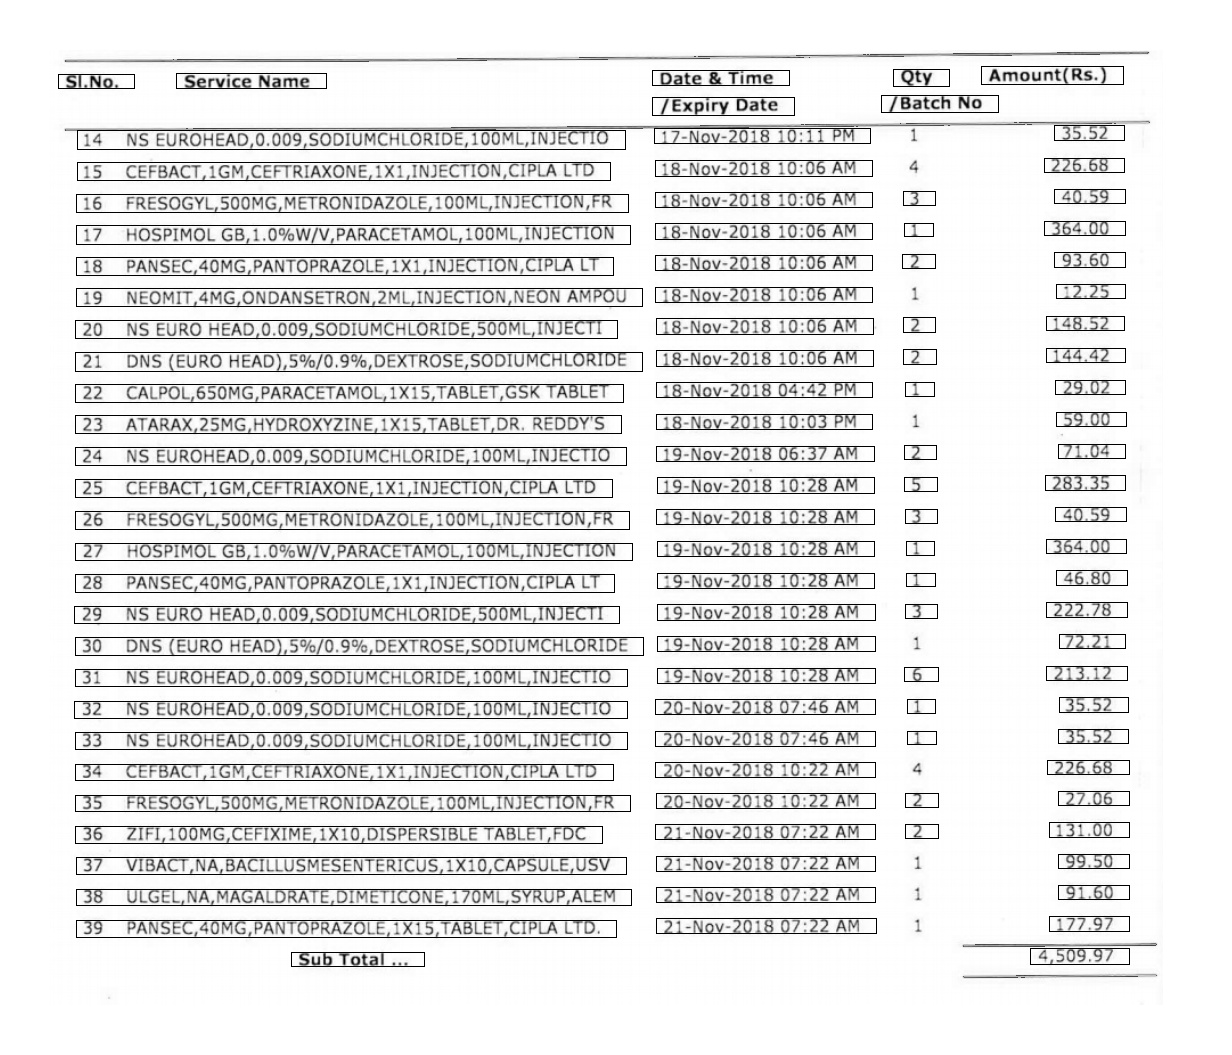 Sl.No. Service Name Date & Time Qty Amount(Rs.)
/Expiry Date /Batch No
14 NS EUROHEAD,0.009,SODIUMCHLORIDE,100ML,INJECTIO 17-Nov-2018 10:11 PM 1 35.52
15 CEFBACT,1GM,CEFTRIAXONE,1X1,INJECTION,CIPLA LTD 18-Nov-2018 10:06 AM 4 226.68
16 FRESOGYL,500MG,METRONIDAZOLE,100ML,INJECTION,FR 18-Nov-2018 10:06 AM 3 40.59
17 HOSPIMOL GB,1.0%W/V,PARACETAMOL,100ML,INJECTION 18-Nov-2018 10:06 AM 1 364.00
18 PANSEC,40MG,PANTOPRAZOLE,1X1,INJECTION,CIPLA LT 18-Nov-2018 10:06 AM 2 93.60
19 NEOMIT,4MG,ONDANSETRON,2ML,INJECTION,NEON AMPOU 18-Nov-2018 10:06 AM 1 12.25
20 NS EURO HEAD,0.009,SODIUMCHLORIDE,500ML,INJECTI 18-Nov-2018 10:06 AM 2 148.52
21 DNS (EURO HEAD),5%/0.9%,DEXTROSE,SODIUMCHLORIDE 18-Nov-2018 10:06 AM 2 144.42
22 CALPOL,650MG,PARACETAMOL,1X15,TABLET,GSK TABLET 18-Nov-2018 04:42 PM 1 29.02
23 ATARAX,25MG,HYDROXYZINE,1X15,TABLET,DR. REDDY'S 18-Nov-2018 10:03 PM 1 59.00
24 NS EUROHEAD,0.009,SODIUMCHLORIDE,100ML,INJECTIO 19-Nov-2018 06:37 AM 2 71.04
25 CEFBACT,1GM,CEFTRIAXONE,1X1,INJECTION,CIPLA LTD 19-Nov-2018 10:28 AM 5 283.35
26 FRESOGYL,500MG,METRONIDAZOLE,100ML,INJECTION,FR 19-Nov-2018 10:28 AM 3 40.59
27 HOSPIMOL GB,1.0%W/V,PARACETAMOL,100ML,INJECTION 19-Nov-2018 10:28 AM 1 364.00
28 PANSEC,40MG,PANTOPRAZOLE,1X1,INJECTION,CIPLA LT 19-Nov-2018 10:28 AM 1 46.80
29 NS EURO HEAD,0.009,SODIUMCHLORIDE,500ML,INJECTI 19-Nov-2018 10:28 AM 3 222.78
30 DNS (EURO HEAD),5%/0.9%,DEXTROSE,SODIUMCHLORIDE 19-Nov-2018 10:28 AM 1 72.21
31 NS EUROHEAD,0.009,SODIUMCHLORIDE,100ML,INJECTIO 19-Nov-2018 10:28 AM 6 213.12
32 NS EUROHEAD,0.009,SODIUMCHLORIDE,100ML,INJECTIO 20-Nov-2018 07:46 AM 1 35.52
33 NS EUROHEAD,0.009,SODIUMCHLORIDE,100ML,INJECTIO 20-Nov-2018 07:46 AM 1 35.52
34 CEFBACT,1GM,CEFTRIAXONE,1X1,INJECTION,CIPLA LTD 20-Nov-2018 10:22 AM 4 226.68
35 FRESOGYL,500MG,METRONIDAZOLE,100ML,INJECTION,FR 20-Nov-2018 10:22 AM 2 27.06
36 ZIFI,100MG,CEFIXIME,1X10,DISPERSIBLE TABLET,FDC 21-Nov-2018 07:22 AM 2 131.00
37 VIBACT,NA,BACILLUSMESENTERICUS,1X10,CAPSULE,USV 21-Nov-2018 07:22 AM 1 99.50
38 ULGEL,NA,MAGALDRATE,DIMETICONE,170ML,SYRUP,ALEM 21-Nov-2018 07:22 AM 1 91.60
39 PANSEC,40MG,PANTOPRAZOLE,1X15,TABLET,CIPLA LTD. 21-Nov-2018 07:22 AM 1 177.97
Sub Total ... 4,509.97